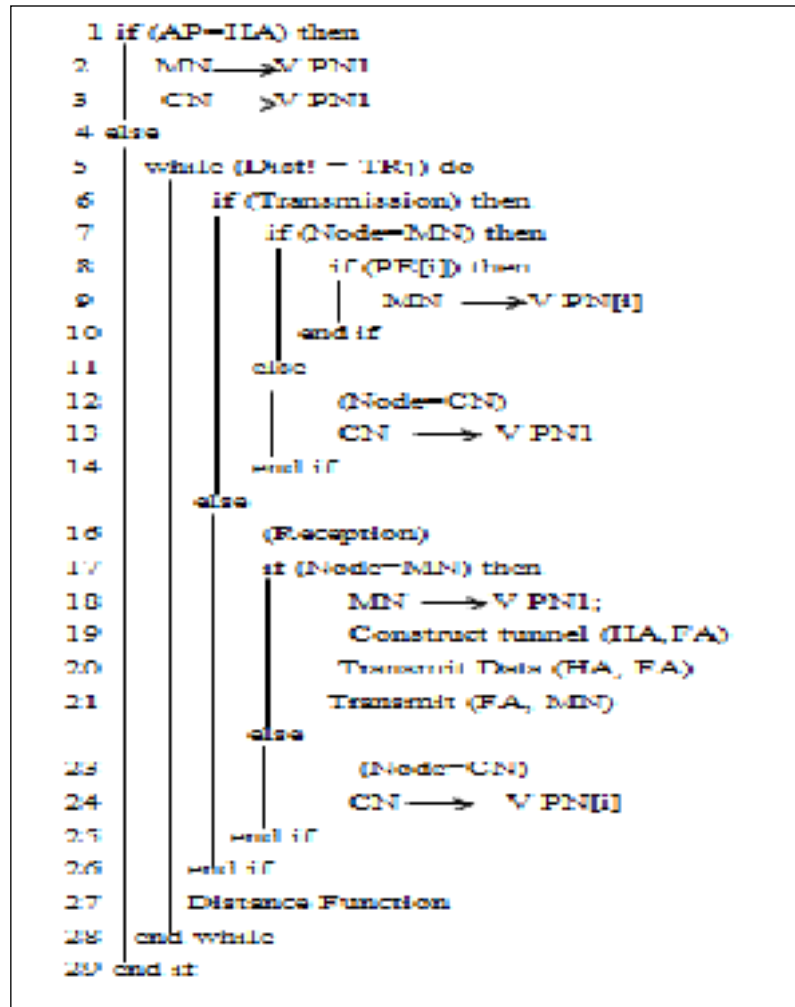 1 if (AP=HA) then
2 MN → VPN1
3 CN > VPN1
4 else
5 while (Dist! = TR1) do
6 if (Transmission) then
7 if (Node=MN) then
8 if (PE[i]) then
9 MN → VPN[i]
10 end if
11 else
12 (Node=CN)
13 CN → VPN1
14 end if
else
16 (Reception)
17 if (Node=MN) then
18 MN → VPN1;
19 Construct tunnel (HA,FA)
20 Transmit Data (HA, FA)
21 Transmit (FA, MN)
else
23 (Node=CN)
24 CN → VPN[i]
25 end if
26 end if
27 Distance Function
28 end while
29 end if